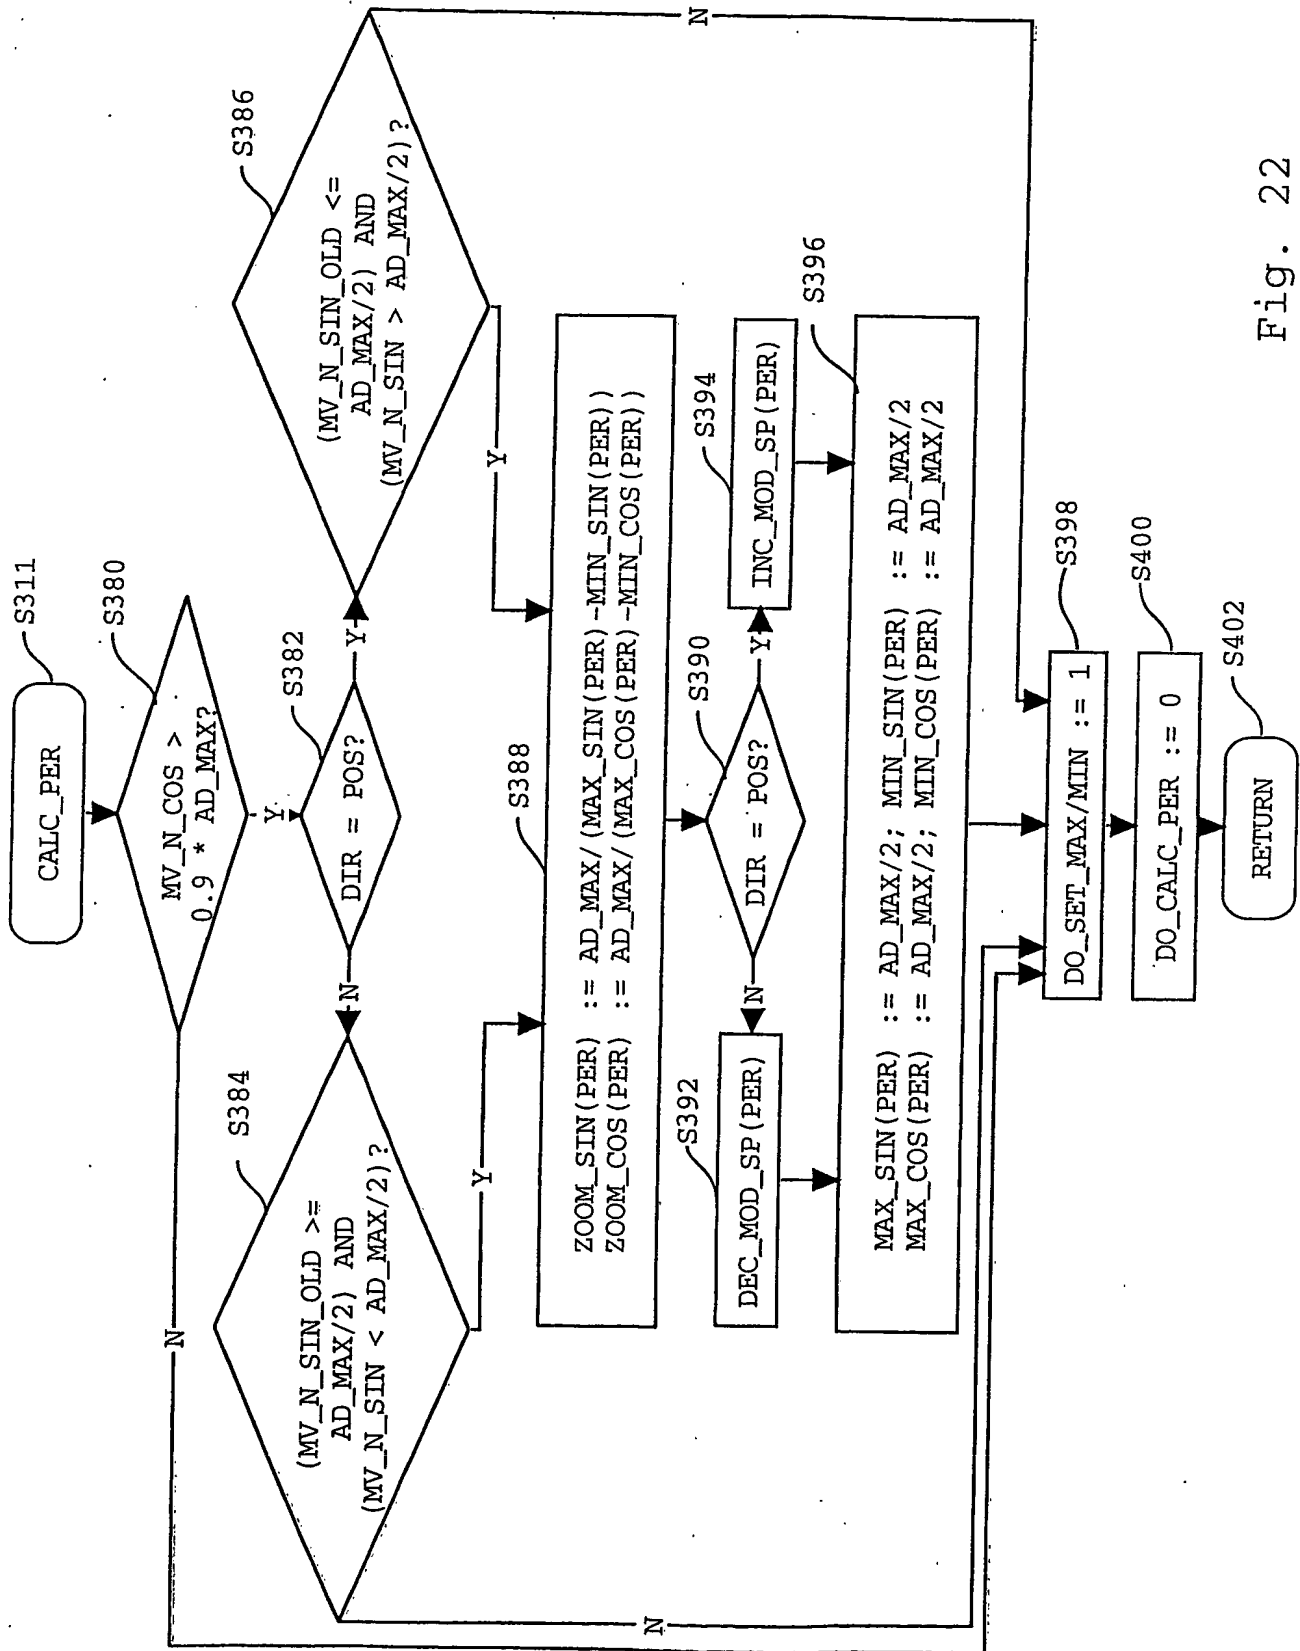 CALC_PER
S311
MV_N_COS >
0.9 * AD_MAX?
S380
N
Y
DIR = POS?
S382
N
Y
(MV_N_SIN_OLD >=
AD_MAX/2) AND
(MV_N_SIN < AD_MAX/2)?
S384
(MV_N_SIN_OLD <=
AD_MAX/2) AND
(MV_N_SIN > AD_MAX/2)?
S386
N
Y
Y
N
S388
ZOOM_SIN(PER) := AD_MAX/(MAX_SIN(PER)-MIN_SIN(PER))
ZOOM_COS(PER) := AD_MAX/(MAX_COS(PER)-MIN_COS(PER))
DIR = POS?
S390
N
Y
S392
DEC_MOD_SP(PER)
S394
INC_MOD_SP(PER)
S396
MAX_SIN(PER) := AD_MAX/2; MIN_SIN(PER) := AD_MAX/2
MAX_COS(PER) := AD_MAX/2; MIN_COS(PER) := AD_MAX/2
DO_SET_MAX/MIN := 1
S398
DO_CALC_PER := 0
S400
RETURN
S402
Fig. 22